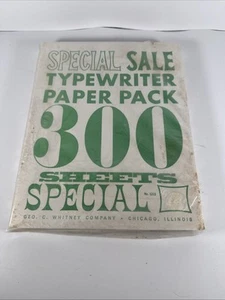 SPECIAL SALE
TYPEWRITER
PAPER PACK
300
SHEETS
SPECIAL
GEO. C. WHITNEY COMPANY • CHICAGO, ILLINOIS